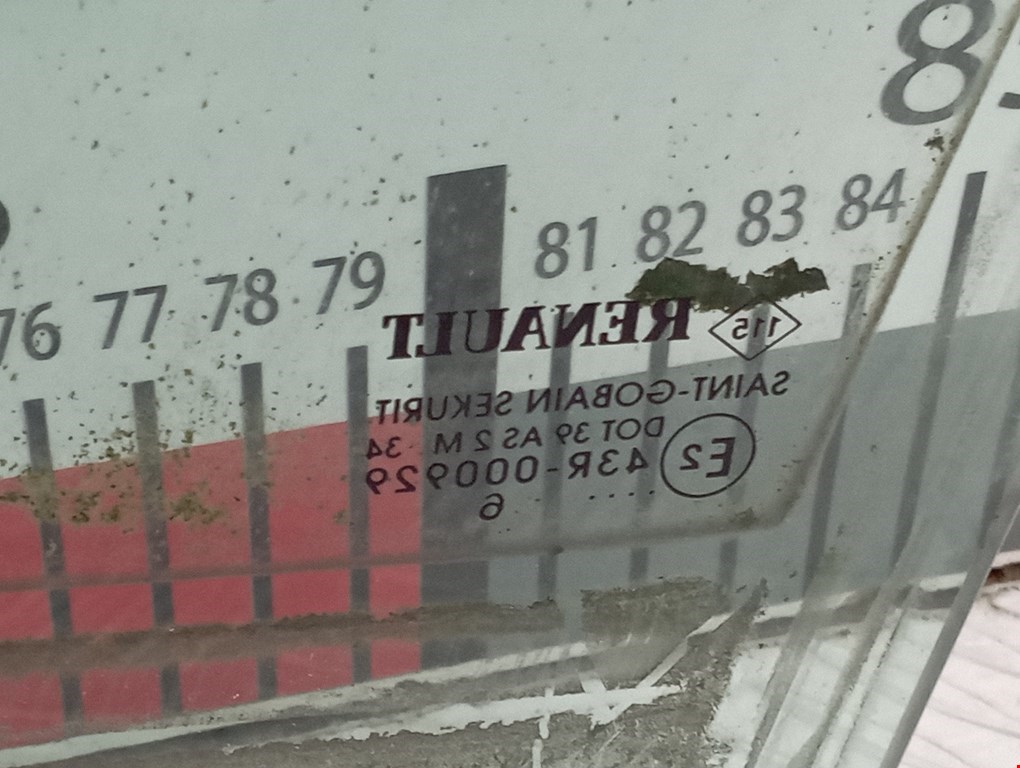 8
76 77 78 79 81 82 83 84
RENAULT 115
SAINT-GOBAIN SEKURIT
DOT 39 AS 2 M 34
E2 43R-000929
.... 6